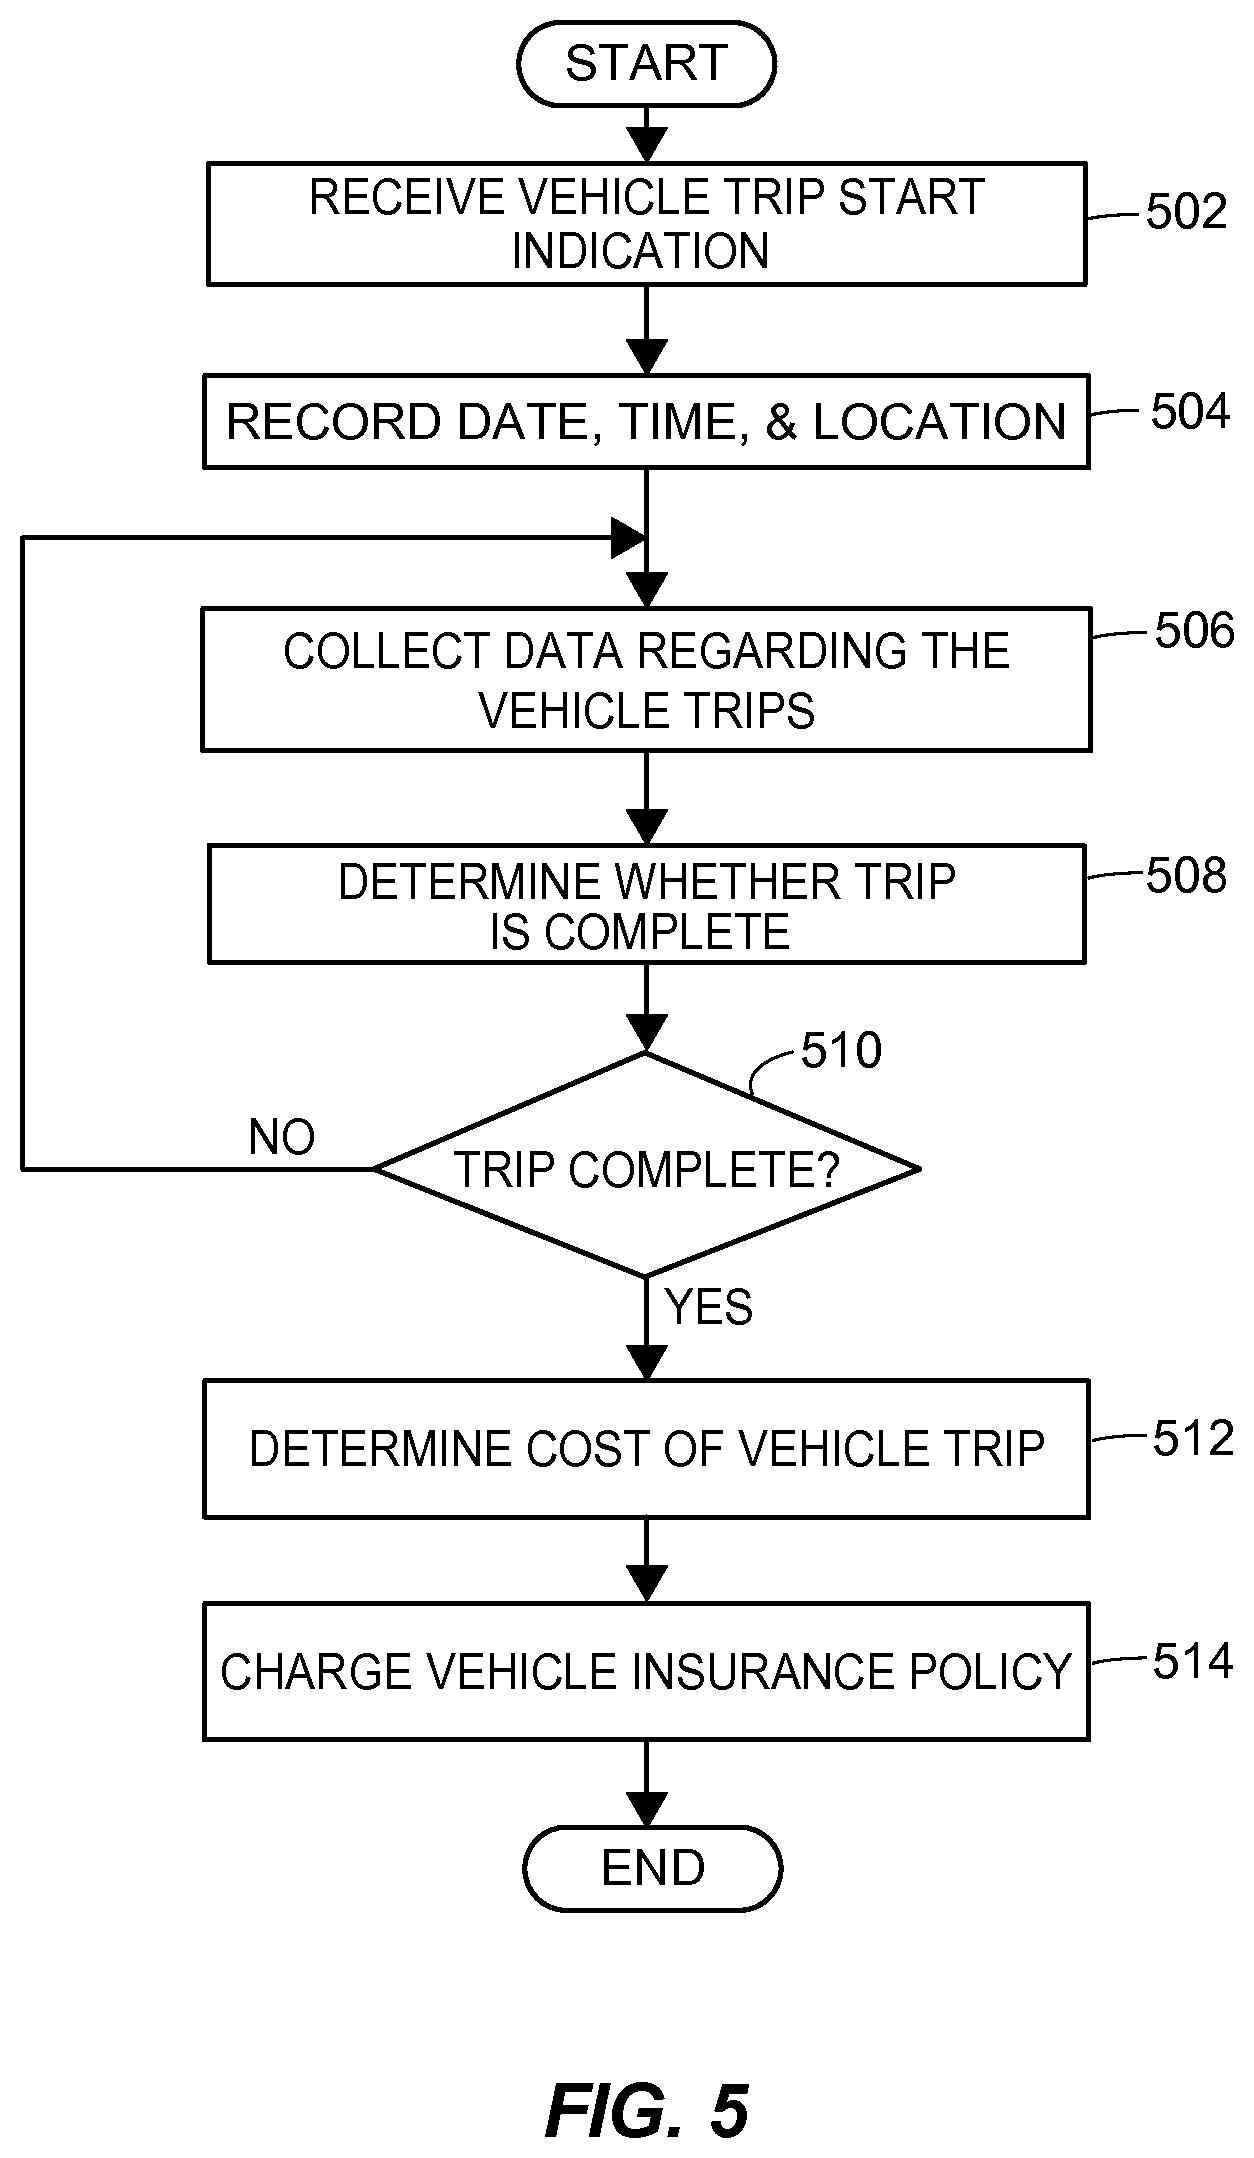 START
RECEIVE VEHICLE TRIP START
INDICATION
502
RECORD DATE, TIME, & LOCATION
504
COLLECT DATA REGARDING THE
VEHICLE TRIPS
506
DETERMINE WHETHER TRIP
IS COMPLETE
508
510
NO
TRIP COMPLETE?
YES
DETERMINE COST OF VEHICLE TRIP
512
CHARGE VEHICLE INSURANCE POLICY
514
END
FIG. 5